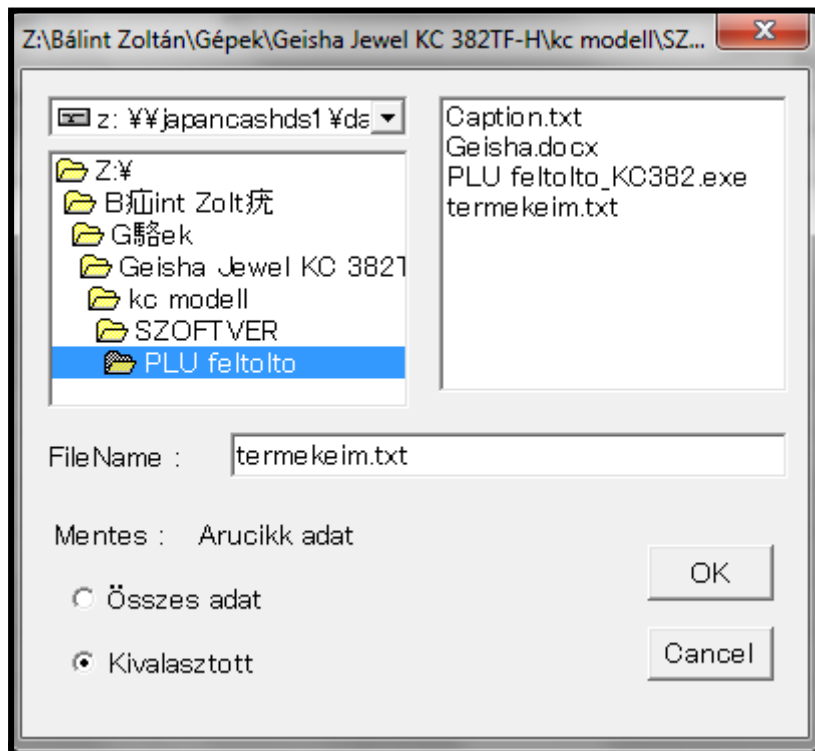 Z:\Bálint Zoltán\Gépek\Geisha Jewel KC 382TF-H\kc modell\SZ...
z: ¥¥japancashds1 ¥da
Z:¥
B疝int Zolt疣
G駱ek
Geisha Jewel KC 382T
kc modell
SZOFTVER
PLU feltolto
Caption.txt
Geisha.docx
PLU feltolto_KC382.exe
termekeim.txt
FileName : termekeim.txt
Mentes : Arucikk adat
Összes adat
Kivalasztott
OK
Cancel